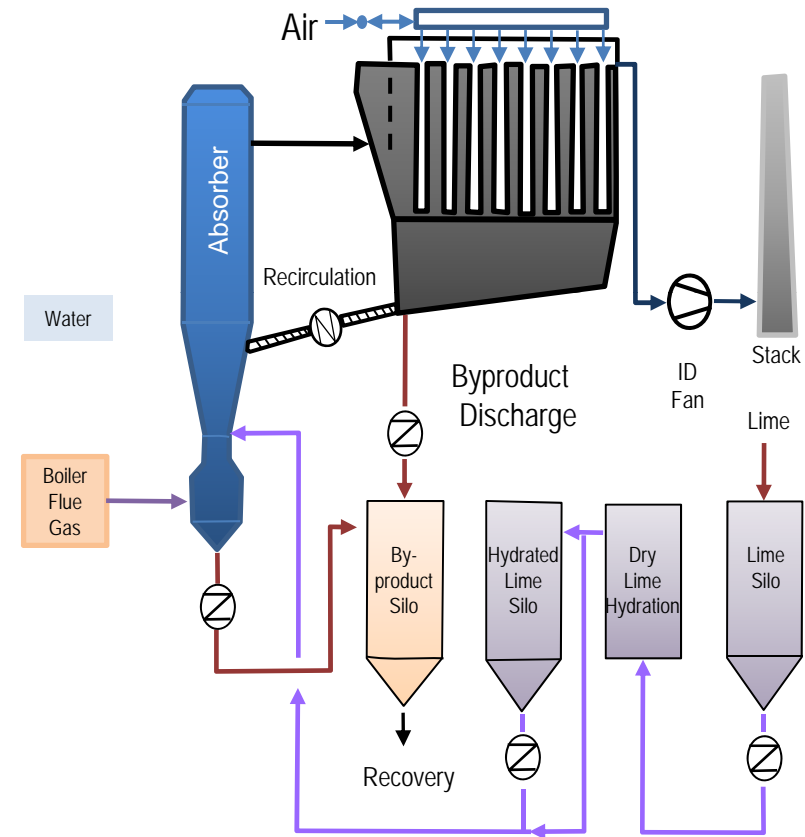 Air
Absorber
Recirculation
Water
Stack
ID
Fan
Byproduct
Discharge
Lime
Boiler
Flue
Gas
By-
product
Silo
Hydrated
Lime
Silo
Dry
Lime
Hydration
Lime
Silo
Recovery